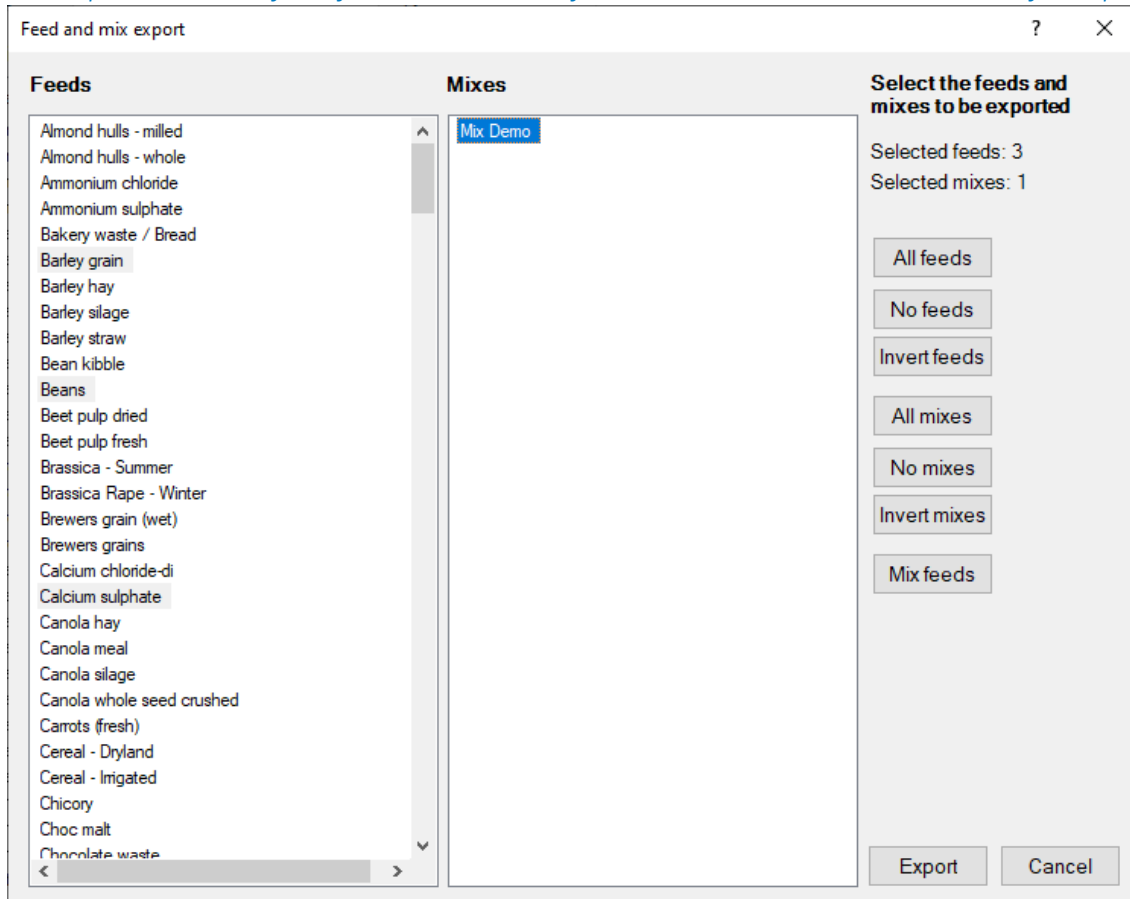 Feed and mix export
?
Feeds
Mixes
Select the feeds and
mixes to be exported
Almond hulls - milled
Almond hulls - whole
Ammonium chloride
Ammonium sulphate
Bakery waste / Bread
Barley grain
Barley hay
Barley silage
Barley straw
Bean kibble
Beans
Beet pulp dried
Beet pulp fresh
Brassica - Summer
Brassica Rape - Winter
Brewers grain (wet)
Brewers grains
Calcium chloride-di
Calcium sulphate
Canola hay
Canola meal
Canola silage
Canola whole seed crushed
Carrots (fresh)
Cereal - Dryland
Cereal - Irrigated
Chicory
Choc malt
Chocolate waste
Mix Demo
Selected feeds: 3
Selected mixes: 1
All feeds
No feeds
Invert feeds
All mixes
No mixes
Invert mixes
Mix feeds
Export
Cancel